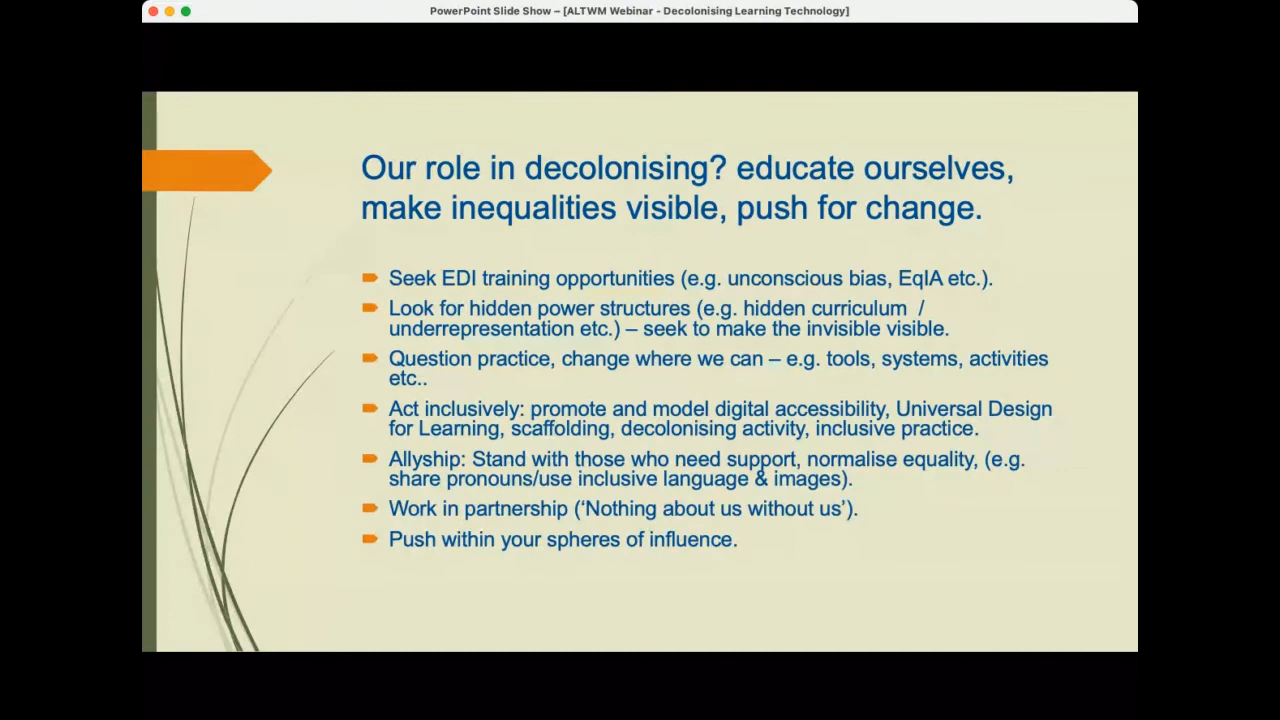 PowerPoint Slide Show – [ALTWM Webinar - Decolonising Learning Technology]
Our role in decolonising? educate ourselves,
make inequalities visible, push for change.
Seek EDI training opportunities (e.g. unconscious bias, EqIA etc.).
Look for hidden power structures (e.g. hidden curriculum /
underrepresentation etc.) – seek to make the invisible visible.
Question practice, change where we can – e.g. tools, systems, activities
etc..
Act inclusively: promote and model digital accessibility, Universal Design
for Learning, scaffolding, decolonising activity, inclusive practice.
Allyship: Stand with those who need support, normalise equality, (e.g.
share pronouns/use inclusive language & images).
Work in partnership (‘Nothing about us without us’).
Push within your spheres of influence.